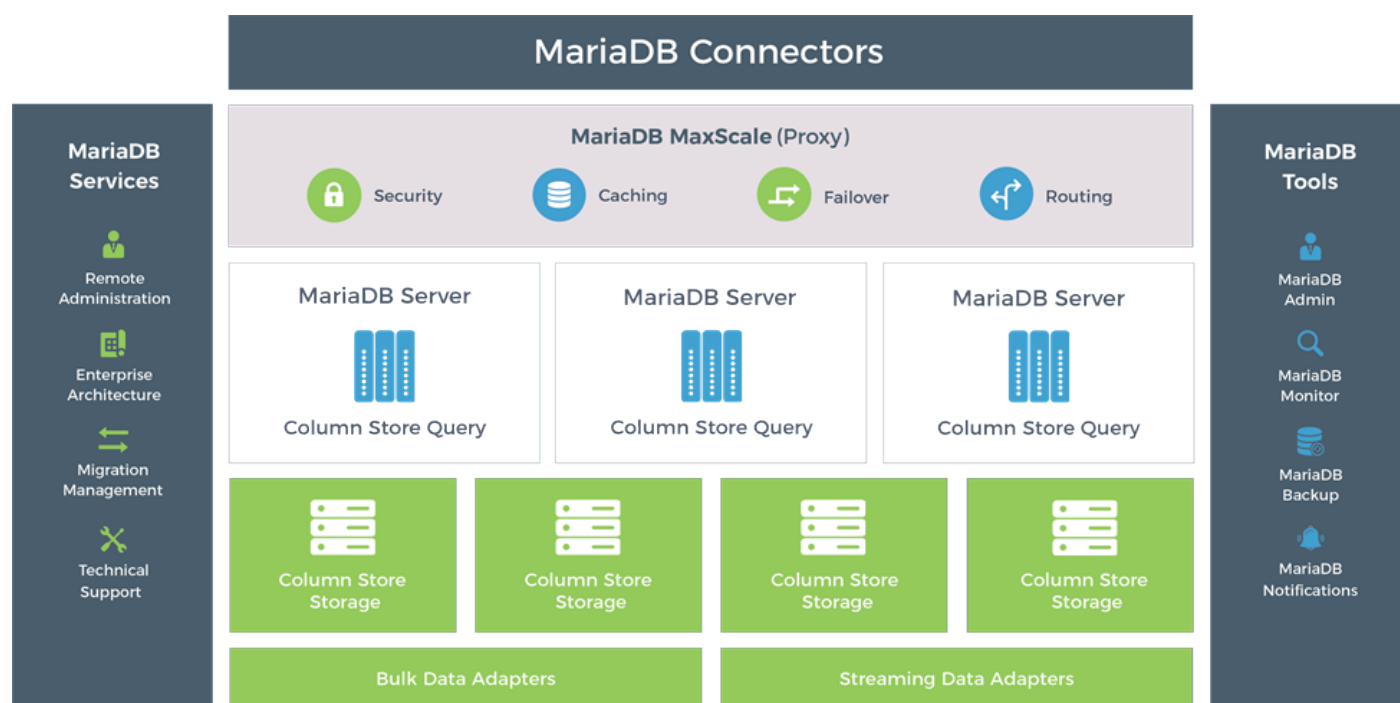 MariaDB Connectors
MariaDB
Services
Remote
Administration
Enterprise
Architecture
Migration
Management
Technical
Support
MariaDB MaxScale (Proxy)
Security
Caching
Failover
Routing
MariaDB Server
Column Store Query
MariaDB Server
Column Store Query
MariaDB Server
Column Store Query
Column Store
Storage
Column Store
Storage
Column Store
Storage
Column Store
Storage
Bulk Data Adapters
Streaming Data Adapters
MariaDB
Tools
MariaDB
Admin
MariaDB
Monitor
MariaDB
Backup
MariaDB
Notifications